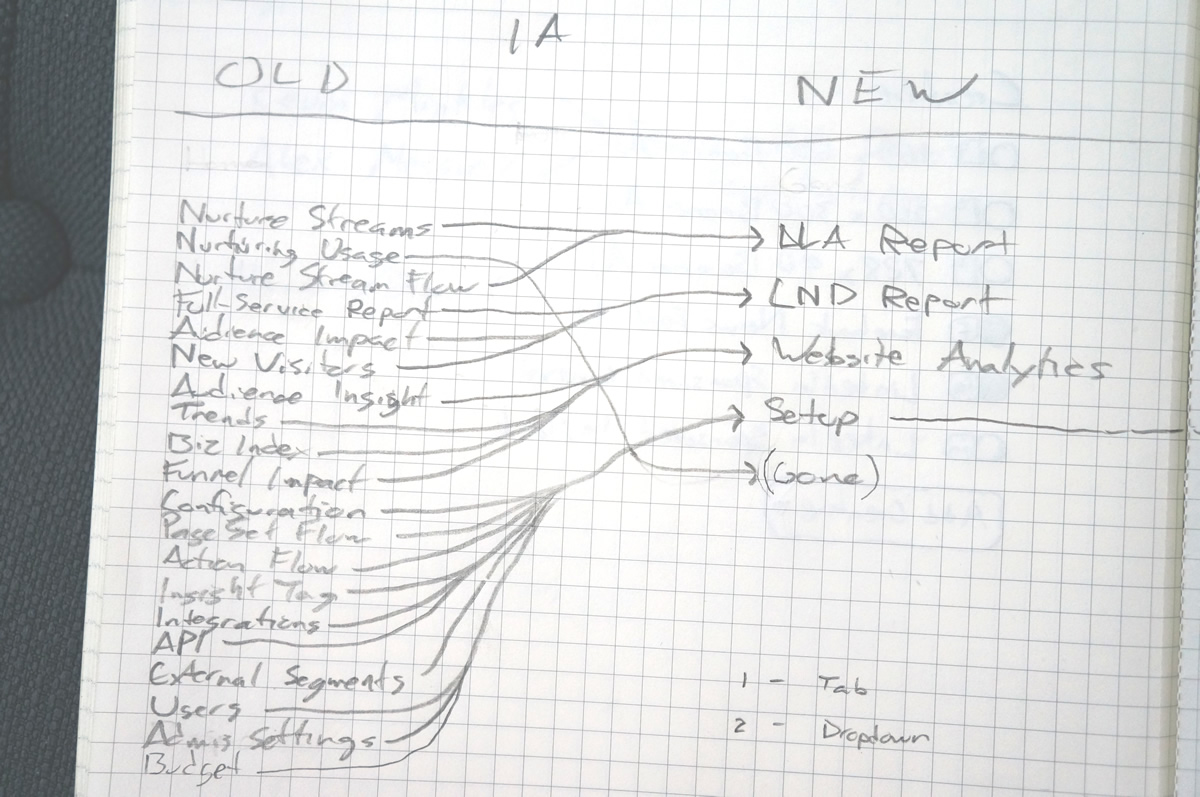 IA
OLD
NEW
Nurture Streams
Nurturing Usage
Nurture Stream Flow
Full-Service Report
Audience Impact
New Visitors
Audience Insight
Trends
Biz Index
Funnel Impact
Configuration
Page Set Flow
Action Flow
Insight Tag
Integrations
API
External Segments
Users
Admin Settings
Budget
LLA Report
LND Report
Website Analytics
Setup
(Gone)
1 - Tab
2 - Dropdown